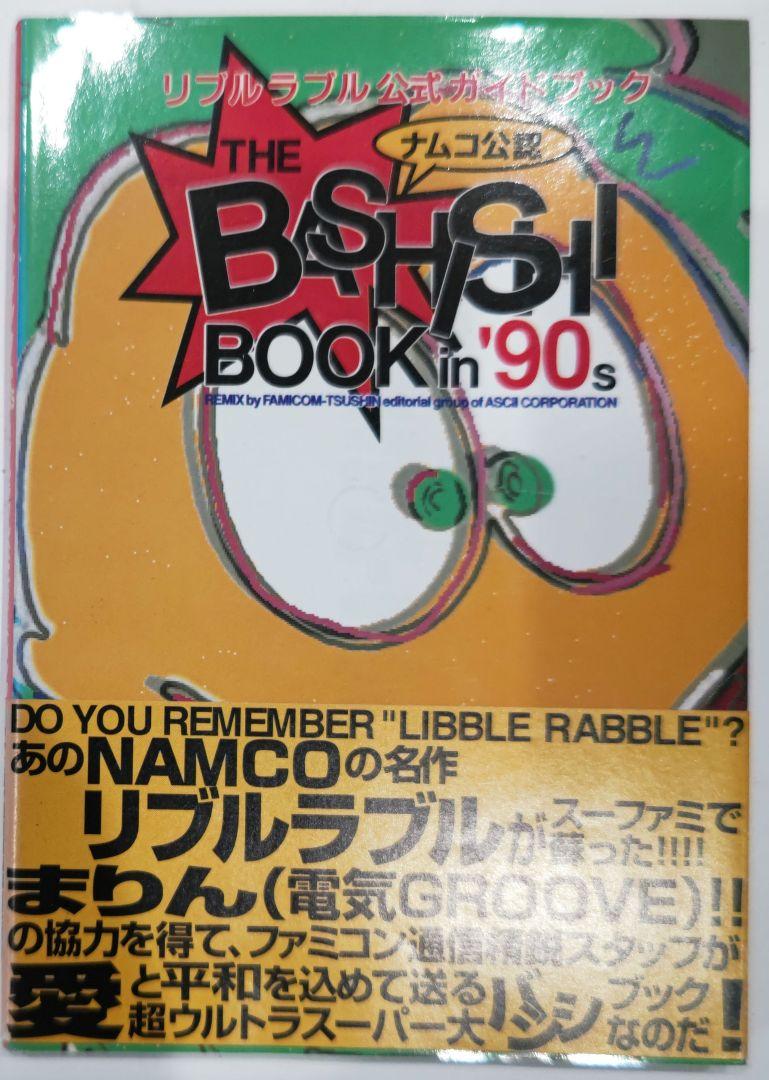 リブルラブル公式ガイドブック
ナムコ公認
THE
BASHISHI
BOOK in '90s
REMIX by FAMICOM-TSUSHIN editorial group of ASCII CORPORATION
DO YOU REMEMBER "LIBBLE RABBLE"?
あのNAMCOの名作
リブルラブルがスーファミで蘇った!!!!
まりん(電気GROOVE)!!
の協力を得て、ファミコン通信精鋭スタッフが
愛と平和を込めて送る
超ウルトラスーパー大バシシブックなのだ!